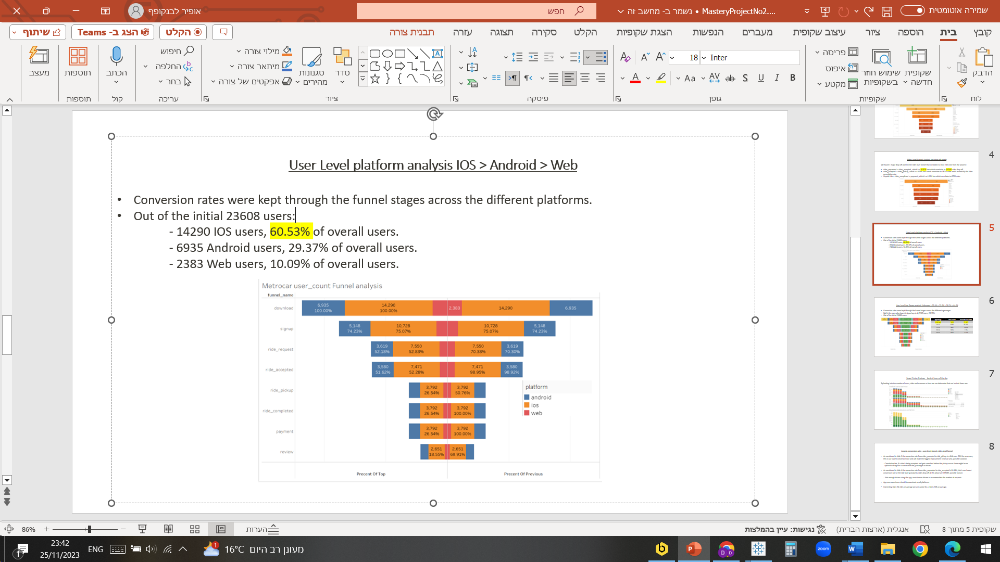 אופיר לבנקופף
חפש
MasteryProjectNo2.... • נשמר ב- מחשב זה
שמירה אוטומטית
קובץ
בית
הוספה
ציור
עיצוב שקופית
מעברים
הנפשות
הצגת שקופיות
הקלט
סקירה
תצוגה
עזרה
תבנית צורה
הקלט
הצג ב- Teams
שיתוף
הדבק
לוח
שקופית חדשה
שימוש חוזר בשקופיות
פריסה
איפוס
מקטע
שקופיות
Inter
18
גופן
פיסקה
סדר
סגנונות מהירים
מילוי צורה
מיתאר צורה
אפקטים של צורה
ציור
חיפוש
החלפה
בחר
עריכה
הכתב
קול
תוספות
תוספות
מעצב
User Level platform analysis IOS > Android > Web
• Conversion rates were kept through the funnel stages across the different platforms.
• Out of the initial 23608 users:
- 14290 IOS users, 60.53% of overall users.
- 6935 Android users, 29.37% of overall users.
- 2383 Web users, 10.09% of overall users.
Metrocar user_count Funnel analysis
funnel_name
download 6,935 100.00% 14,290 100.00% 2,383 14,290 6,935
signup 5,148 74.23% 10,728 75.07% 10,728 75.07% 5,148 74.23%
ride_request 3,619 52.18% 7,550 52.83% 7,550 70.38% 3,619 70.30%
ride_accepted 3,580 51.62% 7,471 52.28% 7,471 98.95% 3,580 98.92%
ride_pickup 3,792 26.54% 3,792 50.76%
ride_completed 3,792 26.54% 3,792 100.00%
payment 3,792 26.54% 3,792 100.00%
review 2,651 18.55% 2,651 69.91%
Precent Of Top
Precent Of Previous
platform
android
ios
web
4
5
6
7
8
שקופית 5 מתוך 8
אנגלית (ארצות הברית)
נגישות: עיין בהמלצות
הערות
86%
23:42
25/11/2023
ENG
16°C מעונן רב היום
zoom